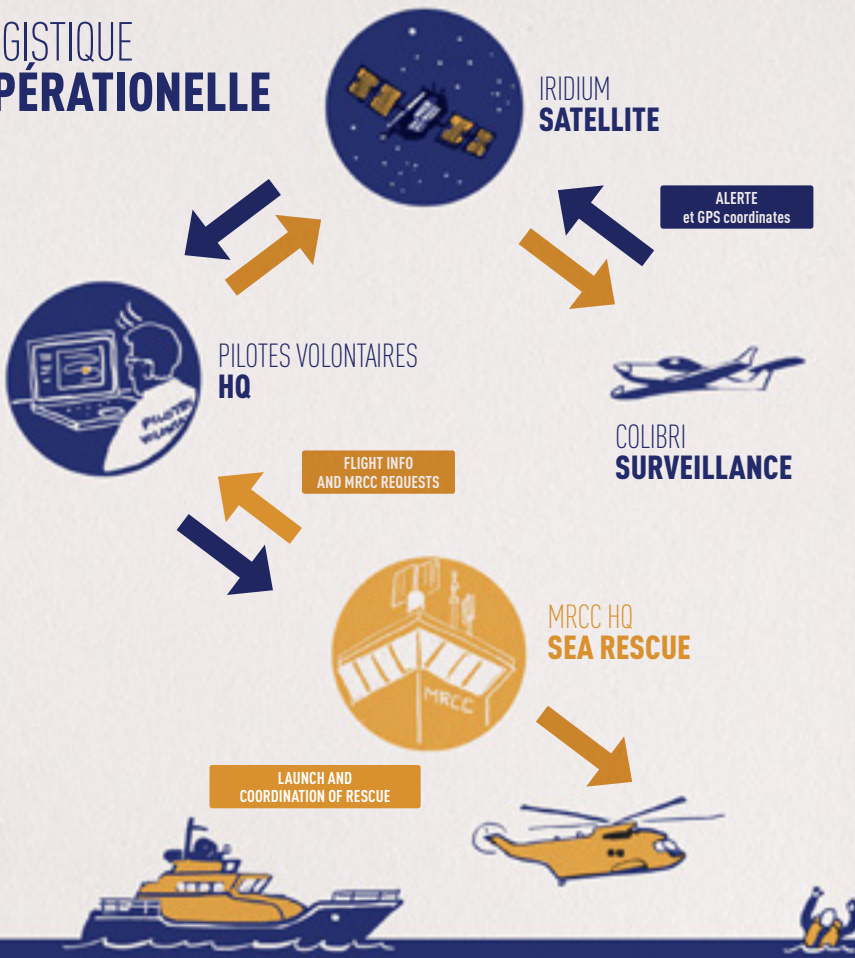 GISTIQUE
PÉRATIONELLE
IRIDIUM
SATELLITE
ALERTE
et GPS coordinates
PILOTES VOLONTAIRES
HQ
PILOTES
COLIBRI
SURVEILLANCE
FLIGHT INFO
AND MRCC REQUESTS
MRCC HQ
SEA RESCUE
MRCC
LAUNCH AND
COORDINATION OF RESCUE